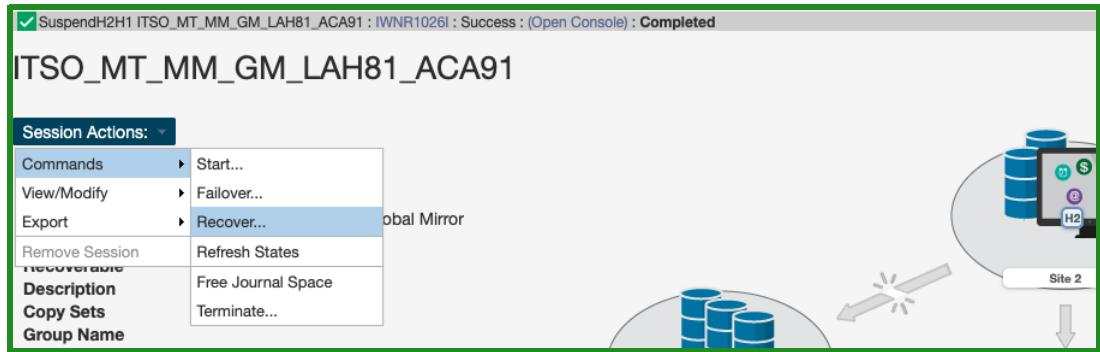 SuspendH2H1 ITSO_MT_MM_GM_LAH81_ACA91 : IWNR1026I : Success : (Open Console) : Completed
ITSO_MT_MM_GM_LAH81_ACA91
Session Actions:
Commands
View/Modify
Export
Remove Session
Start...
Failover...
Recover...
Refresh States
Free Journal Space
Terminate...
obal Mirror
Recoverable
Description
Copy Sets
Group Name
$
H2
Site 2